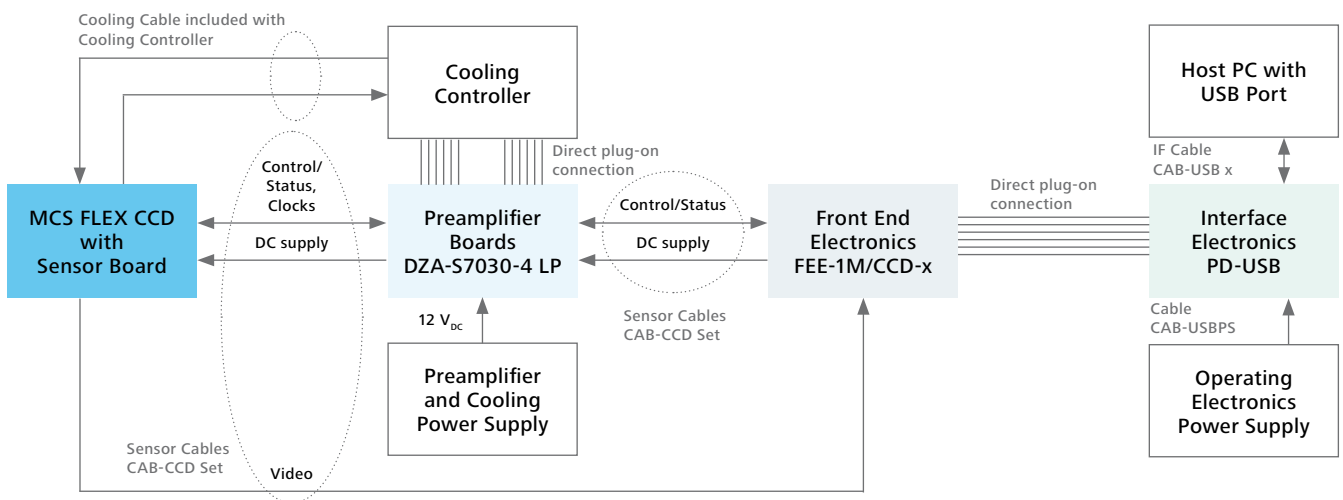 Cooling Cable included with
Cooling Controller
Cooling
Controller
Host PC with
USB Port
Direct plug-on
connection
IF Cable
CAB-USB x
Control/
Status,
Clocks
DC supply
MCS FLEX CCD
with
Sensor Board
Preamplifier
Boards
DZA-S7030-4 LP
Control/Status
DC supply
Front End
Electronics
FEE-1M/CCD-x
Direct plug-on
connection
Interface
Electronics
PD-USB
12 VDC
Sensor Cables
CAB-CCD Set
Cable
CAB-USBPS
Preamplifier
and Cooling
Power Supply
Operating
Electronics
Power Supply
Sensor Cables
CAB-CCD Set
Video